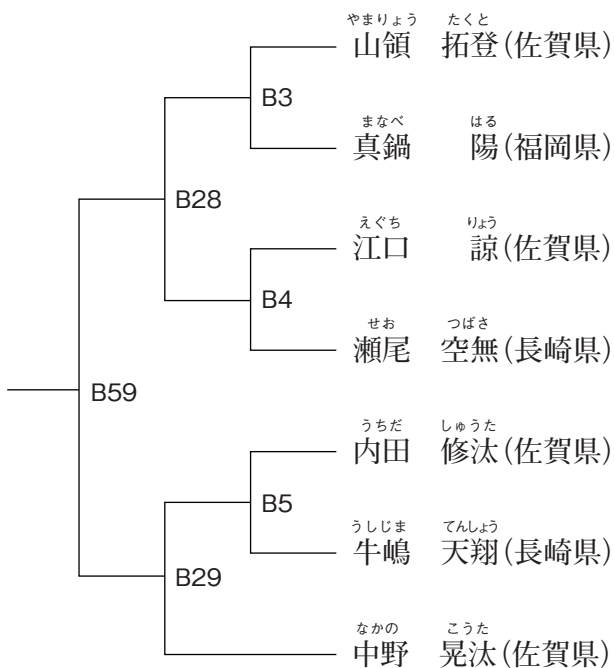 やまりょう たくと
山領 拓登(佐賀県)
B3
まなべ はる
真鍋 陽(福岡県)
B28
えぐち りょう
江口 諒(佐賀県)
B4
せお つばさ
瀬尾 空無(長崎県)
B59
うちだ しゅうた
内田 修汰(佐賀県)
B5
うしじま てんしょう
牛嶋 天翔(長崎県)
B29
なかの こうた
中野 晃汰(佐賀県)